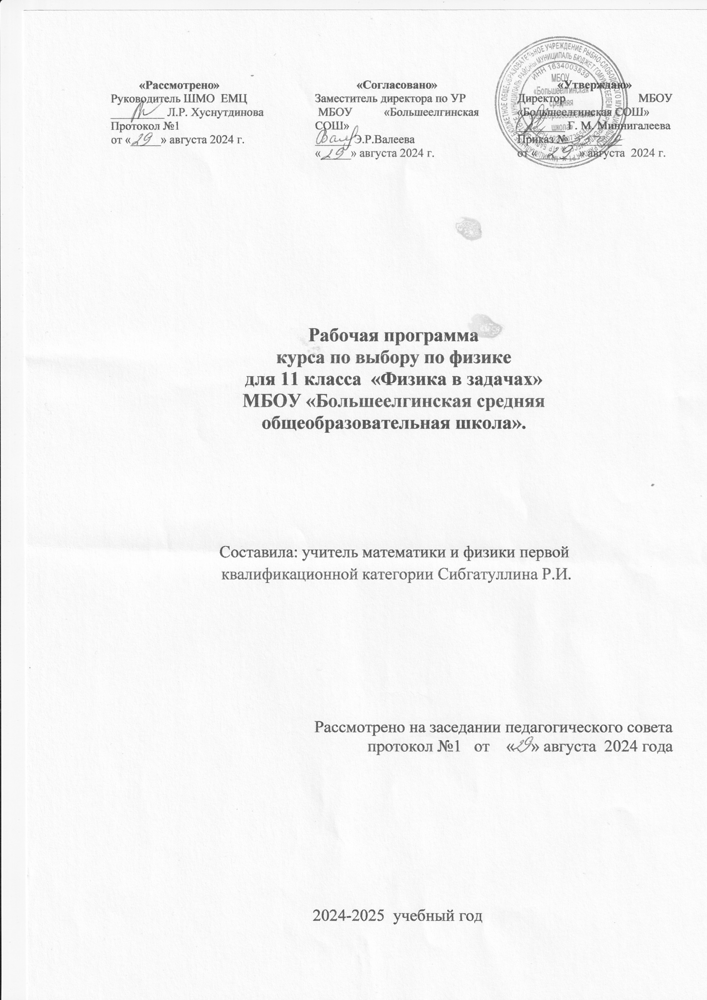 «Рассмотрено»
Руководитель ШМО ЕМЦ
_________ Л.Р. Хуснутдинова
Протокол №1
от «29» августа 2024 г.
«Согласовано»
Заместитель директора по УР
МБОУ «Большеелгинская
СОШ»
Э.Р.Валеева
«29» августа 2024 г.
«Утверждаю»
Директор МБОУ
«Большеелгинская СОШ»
_________ Г. М. Миннигалеева
Приказ №
от «29» августа 2024 г.
ИНН 1634003839
МБОУ
«Большеелгинская
средняя
общеобразовательная
школа»
Рабочая программа
курса по выбору по физике
для 11 класса «Физика в задачах»
МБОУ «Большеелгинская средняя
общеобразовательная школа».
Составила: учитель математики и физики первой
квалификационной категории Сибгатуллина Р.И.
Рассмотрено на заседании педагогического совета
протокол №1 от «29» августа 2024 года
2024-2025 учебный год